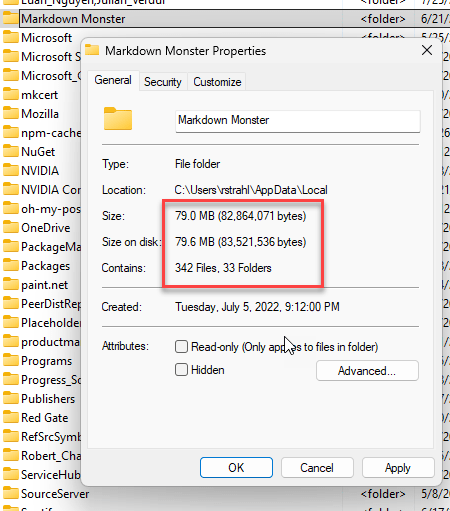 Luan_Nguyen,Julian_Verdur <folder>
Markdown Monster <folder> 6/21/
Microsoft <folder> 5/25/
Microsoft S
Microsoft_C
mkcert
Mozilla
npm-cache
NuGet
NVIDIA
NVIDIA Cor
oh-my-pos
OneDrive
PackageMa
Packages
paint.net
PeerDistRep
Placeholder
productma
Programs
Progress_So
Publishers
Red Gate
RefSrcSymb
Robert_Cha
ServiceHub
SourceServer <folder> 5/8/
Spotify <folder> 6/17/
Markdown Monster Properties
General Security Customize
Markdown Monster
Type: File folder
Location: C:\Users\rstrahl\AppData\Local
Size: 79.0 MB (82,864,071 bytes)
Size on disk: 79.6 MB (83,521,536 bytes)
Contains: 342 Files, 33 Folders
Created: Tuesday, July 5, 2022, 9:12:00 PM
Attributes: Read-only (Only applies to files in folder)
Hidden Advanced...
OK Cancel Apply